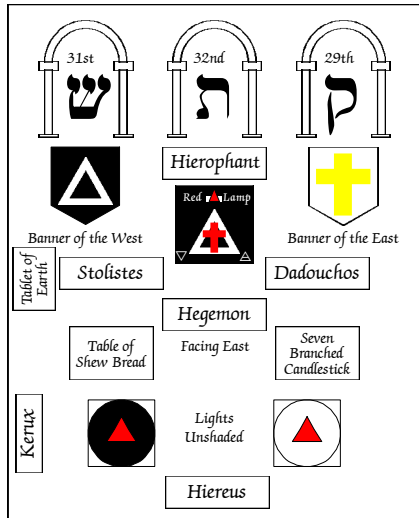 31st
32nd
29th
ש
ת
ק
Hierophant
Red Lamp
Banner of the West
Banner of the East
Tablet of
Earth
Stolistes
Dadouchos
Hegemon
Table of
Shew Bread
Facing East
Seven
Branched
Candlestick
Kerux
Lights
Unshaded
Hiereus